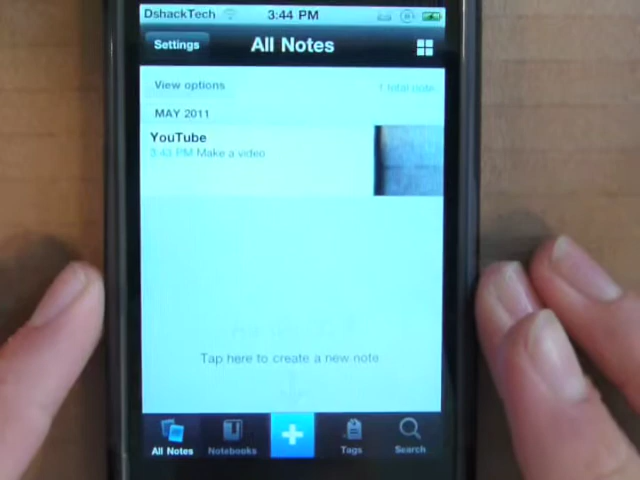 DshackTech 3:44 PM
Settings All Notes
View options 1 total note
MAY 2011
YouTube
3:43 PM Make a video
Tap here to create a new note
All Notes Notebooks Tags Search